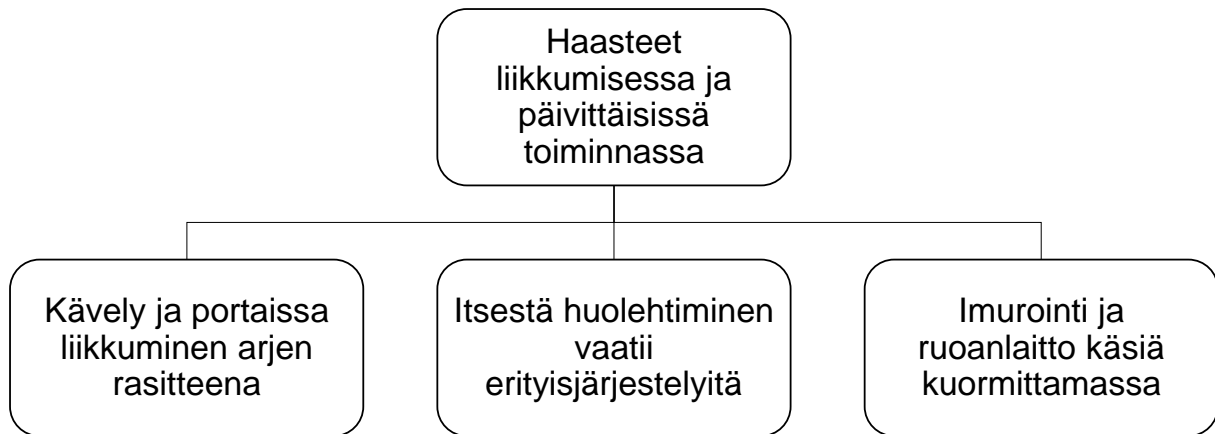 Haasteet
liikkumisessa ja
päivittäisissä
toiminnassa
Kävely ja portaissa
liikkuminen arjen
rasitteena
Itsestä huolehtiminen
vaatii
erityisjärjestelyitä
Imurointi ja
ruoanlaitto käsiä
kuormittamassa